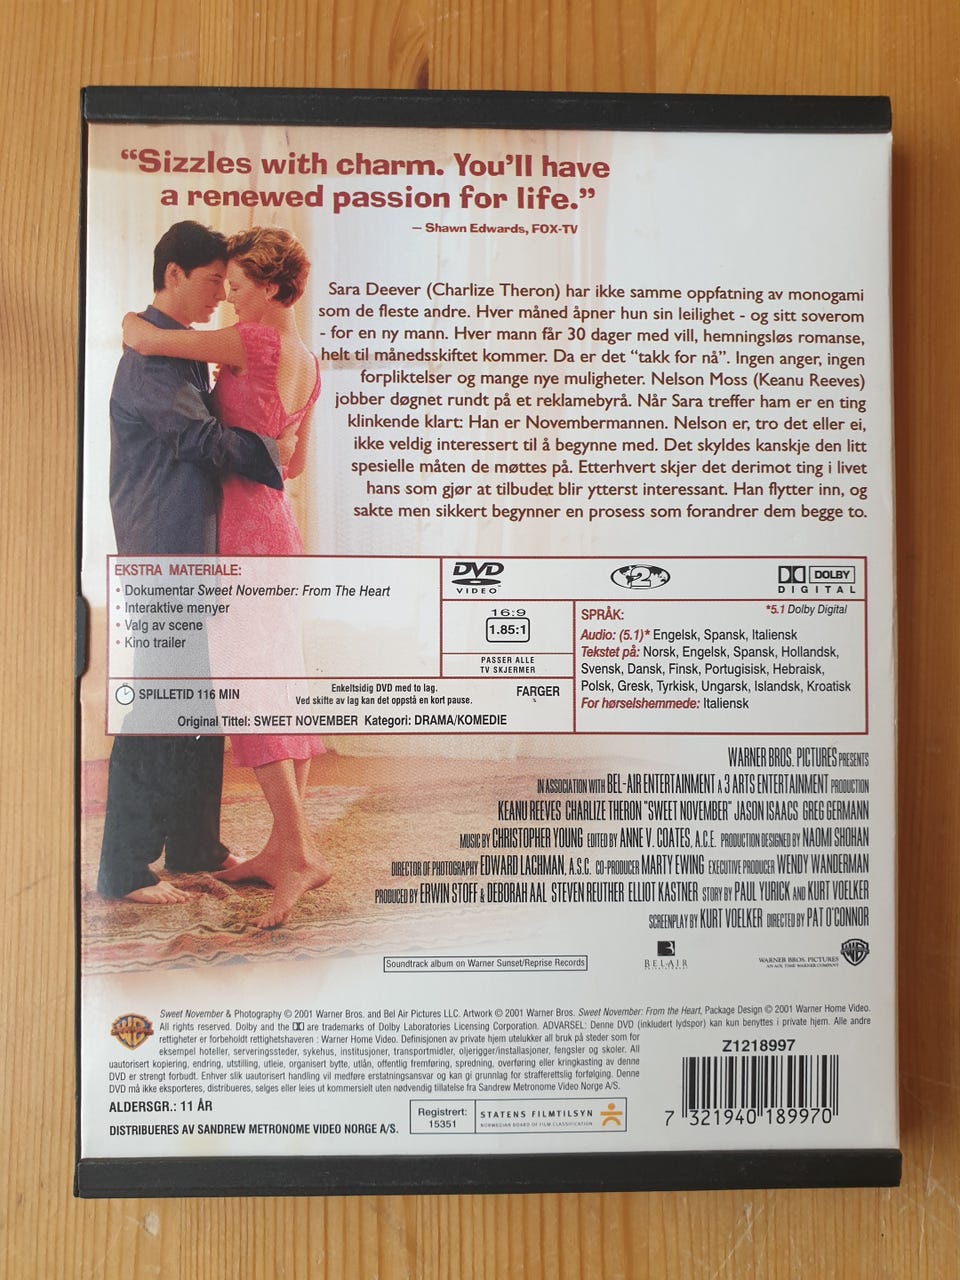 “Sizzles with charm. You’ll have
a renewed passion for life.”
– Shawn Edwards, FOX-TV
Sara Deever (Charlize Theron) har ikke samme oppfatning av monogami
som de fleste andre. Hver måned åpner hun sin leilighet - og sitt soverom
- for en ny mann. Hver mann får 30 dager med vill, hemningsløs romanse,
helt til månedsskiftet kommer. Da er det “takk for nå”. Ingen anger, ingen
forpliktelser og mange nye muligheter. Nelson Moss (Keanu Reeves)
jobber døgnet rundt på et reklamebyrå. Når Sara treffer ham er en ting
klinkende klart: Han er Novembermannen. Nelson er, tro det eller ei,
ikke veldig interessert til å begynne med. Det skyldes kanskje den litt
spesielle måten de møttes på. Etterhvert skjer det derimot ting i livet
hans som gjør at tilbudet blir ytterst interessant. Han flytter inn, og
sakte men sikkert begynner en prosess som forandrer dem begge to.
EKSTRA MATERIALE:
• Dokumentar Sweet November: From The Heart
• Interaktive menyer
• Valg av scene
• Kino trailer
SPILLETID 116 MIN
Enkeltsidig DVD med to lag.
Ved skifte av lag kan det oppstå en kort pause.
FARGER
Original Tittel: SWEET NOVEMBER Kategori: DRAMA/KOMEDIE
DVD
VIDEO™
2
DOLBY
DIGITAL
16:9
1.85:1
PASSER ALLE
TV SKJERMER
SPRÅK:
*5.1 Dolby Digital
Audio: (5.1)* Engelsk, Spansk, Italiensk
Tekstet på: Norsk, Engelsk, Spansk, Hollandsk,
Svensk, Dansk, Finsk, Portugisisk, Hebraisk,
Polsk, Gresk, Tyrkisk, Ungarsk, Islandsk, Kroatisk
For hørselshemmede: Italiensk
WARNER BROS. PICTURES PRESENTS
IN ASSOCIATION WITH BEL-AIR ENTERTAINMENT A 3 ARTS ENTERTAINMENT PRODUCTION
KEANU REEVES CHARLIZE THERON "SWEET NOVEMBER" JASON ISAACS GREG GERMANN
MUSIC BY CHRISTOPHER YOUNG EDITED BY ANNE V. COATES, A.C.E. PRODUCTION DESIGNED BY NAOMI SHOHAN
DIRECTOR OF PHOTOGRAPHY EDWARD LACHMAN, A.S.C. CO-PRODUCER MARTY EWING EXECUTIVE PRODUCER WENDY WANDERMAN
PRODUCED BY ERWIN STOFF & DEBORAH AAL STEVEN REUTHER ELLIOT KASTNER STORY BY PAUL YURICK AND KURT VOELKER
SCREENPLAY BY KURT VOELKER DIRECTED BY PAT O'CONNOR
Soundtrack album on Warner Sunset/Reprise Records
BEL AIR
WARNER BROS. PICTURES
AN AOL TIME WARNER COMPANY
Sweet November & Photography © 2001 Warner Bros. and Bel Air Pictures LLC. Artwork © 2001 Warner Bros. Sweet November: From the Heart, Package Design © 2001 Warner Home Video.
All rights reserved. Dolby and the are trademarks of Dolby Laboratories Licensing Corporation. ADVARSEL: Denne DVD (inkludert lydspor) kan kun benyttes i private hjem. Alle andre
rettigheter er forbeholdt rettighetshaveren : Warner Home Video. Definisjonen av private hjem utelukker all bruk på steder som for
eksempel hoteller, serveringssteder, sykehus, institusjoner, transportmidler, oljerigger/installasjoner, fengsler og skoler. All
uautorisert kopiering, endring, utstilling, utleie, organisert bytte, utlån, offentlig fremføring, spredning, overføring eller kringkasting av denne
DVD er strengt forbudt. Enhver slik uautorisert handling vil medføre erstatningsansvar og kan gi grunnlag for strafferettslig forfølging. Denne
DVD må ikke eksporteres, distribueres, selges eller leies ut kommersielt uten nødvendig tillatelse fra Sandrew Metronome Video Norge A/S.
ALDERSGR.: 11 ÅR
DISTRIBUERES AV SANDREW METRONOME VIDEO NORGE A/S.
Registrert:
15351
STATENS FILMTILSYN
NORWEGIAN BOARD OF FILM CLASSIFICATION
Z1218997
7 321940 189970